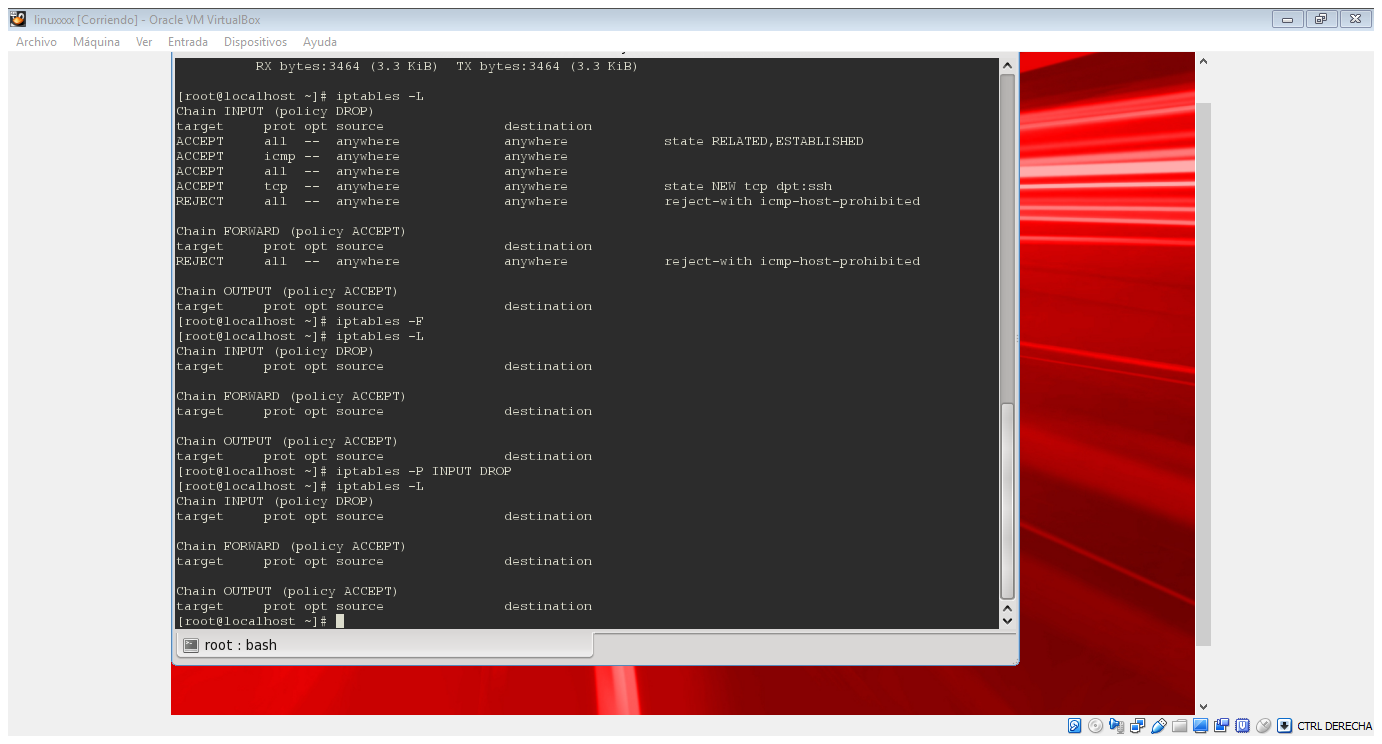 linuxxxx [Corriendo] - Oracle VM VirtualBox
Archivo Máquina Ver Entrada Dispositivos Ayuda
RX bytes:3464 (3.3 KiB) TX bytes:3464 (3.3 KiB)
[root@localhost ~]# iptables -L
Chain INPUT (policy DROP)
target prot opt source destination
ACCEPT all -- anywhere anywhere state RELATED,ESTABLISHED
ACCEPT icmp -- anywhere anywhere
ACCEPT all -- anywhere anywhere
ACCEPT tcp -- anywhere anywhere state NEW tcp dpt:ssh
REJECT all -- anywhere anywhere reject-with icmp-host-prohibited
Chain FORWARD (policy ACCEPT)
target prot opt source destination
REJECT all -- anywhere anywhere reject-with icmp-host-prohibited
Chain OUTPUT (policy ACCEPT)
target prot opt source destination
[root@localhost ~]# iptables -F
[root@localhost ~]# iptables -L
Chain INPUT (policy DROP)
target prot opt source destination
Chain FORWARD (policy ACCEPT)
target prot opt source destination
Chain OUTPUT (policy ACCEPT)
target prot opt source destination
[root@localhost ~]# iptables -P INPUT DROP
[root@localhost ~]# iptables -L
Chain INPUT (policy DROP)
target prot opt source destination
Chain FORWARD (policy ACCEPT)
target prot opt source destination
Chain OUTPUT (policy ACCEPT)
target prot opt source destination
[root@localhost ~]#
root : bash
CTRL DERECHA